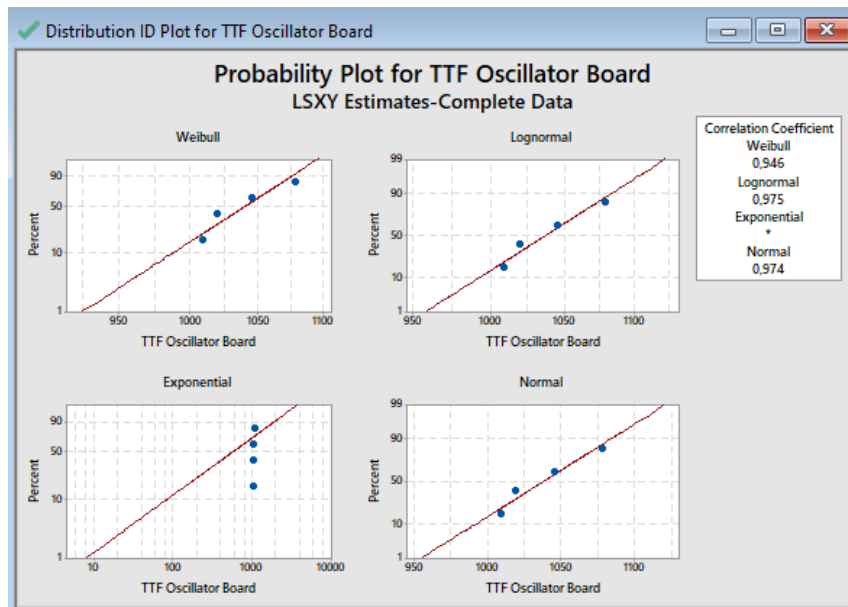 Distribution ID Plot for TTF Oscillator Board
Probability Plot for TTF Oscillator Board
LSXY Estimates-Complete Data
Weibull
90
50
10
1
Percent
950
1000
1050
1100
TTF Oscillator Board
Lognormal
99
90
50
10
1
Percent
950
1000
1050
1100
TTF Oscillator Board
Correlation Coefficient
Weibull
0,946
Lognormal
0,975
Exponential
*
Normal
0,974
Exponential
90
50
10
1
Percent
10
100
1000
10000
TTF Oscillator Board
Normal
99
90
50
10
1
Percent
950
1000
1050
1100
TTF Oscillator Board